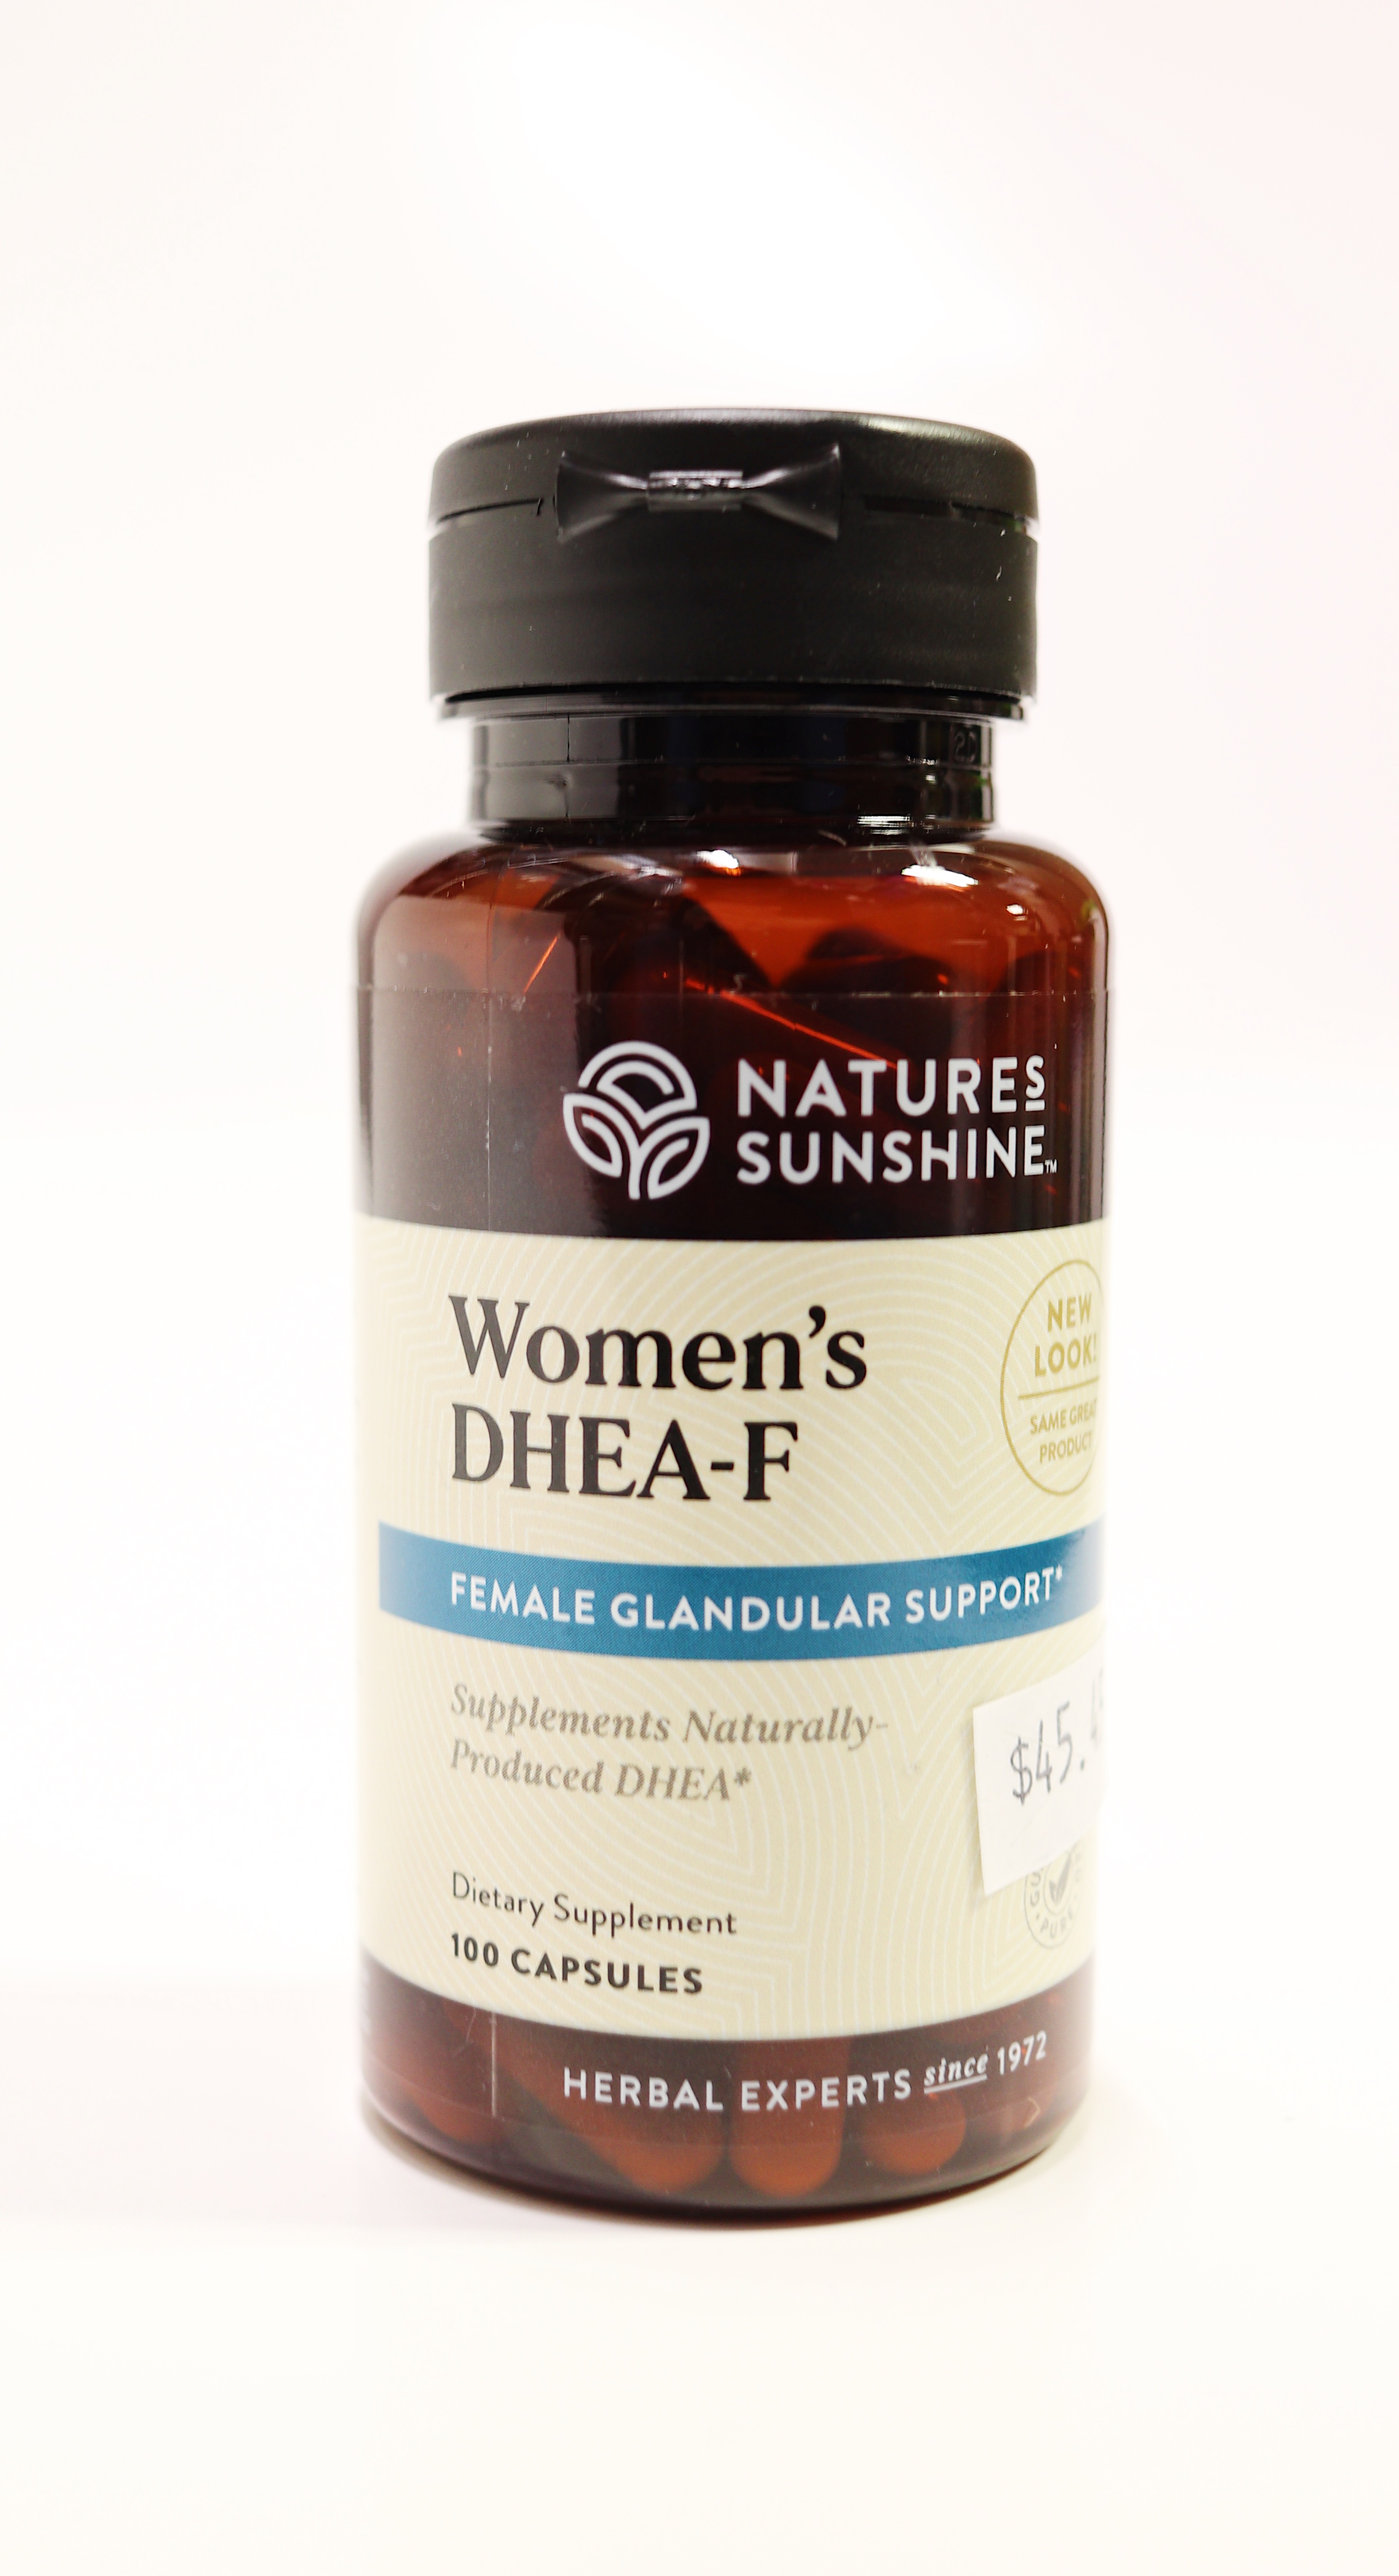 NATURES
SUNSHINE™
Women's
DHEA-F
NEW
LOOK!
SAME GREAT
PRODUCT
FEMALE GLANDULAR SUPPORT*
Supplements Naturally-
Produced DHEA*
$45.
Dietary Supplement
100 CAPSULES
PURE
HERBAL EXPERTS since 1972